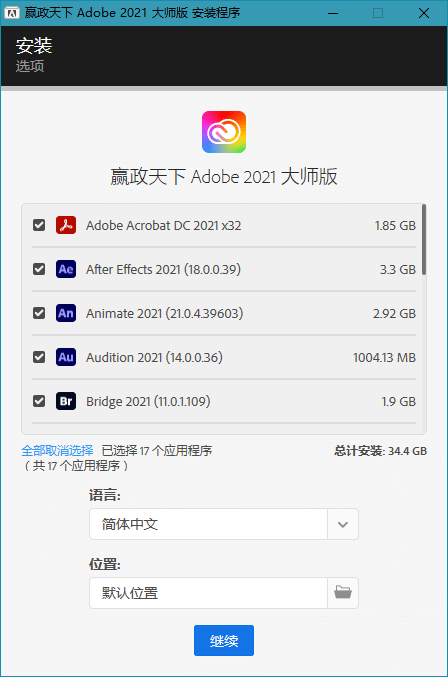 赢政天下 Adobe 2021 大师版 安装程序
安装
选项
赢政天下 Adobe 2021 大师版
Adobe Acrobat DC 2021 x32 1.85 GB
Ae After Effects 2021 (18.0.0.39) 3.3 GB
An Animate 2021 (21.0.4.39603) 2.92 GB
Au Audition 2021 (14.0.0.36) 1004.13 MB
Br Bridge 2021 (11.0.1.109) 1.9 GB
全部取消选择 已选择 17 个应用程序 总计安装: 34.4 GB
（共 17 个应用程序）
语言:
简体中文
位置:
默认位置
继续